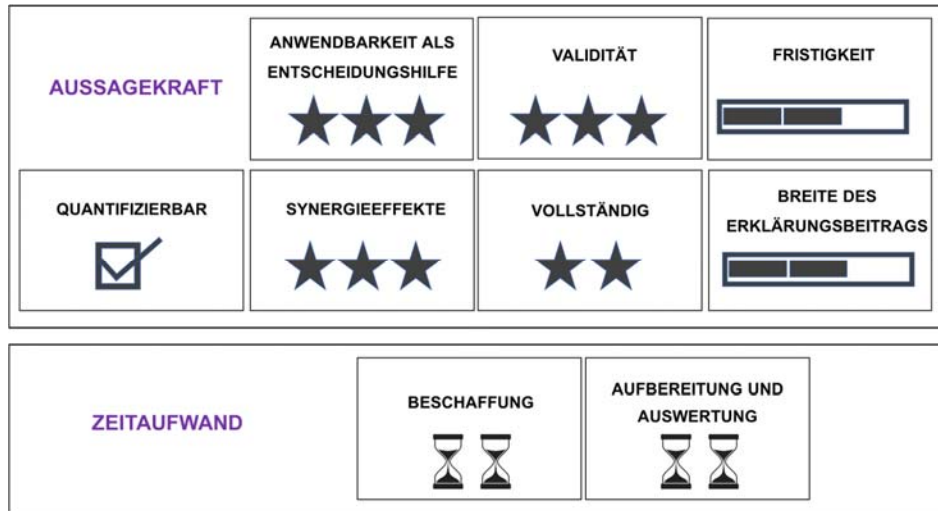 AUSSAGEKRAFT
ANWENDBARKEIT ALS
ENTSCHEIDUNGSHILFE
VALIDITÄT
FRISTIGKEIT
QUANTIFIZIERBAR
SYNERGIEEFFEKTE
VOLLSTÄNDIG
BREITE DES
ERKLÄRUNGSBEITRAGS
ZEITAUFWAND
BESCHAFFUNG
AUFBEREITUNG UND
AUSWERTUNG